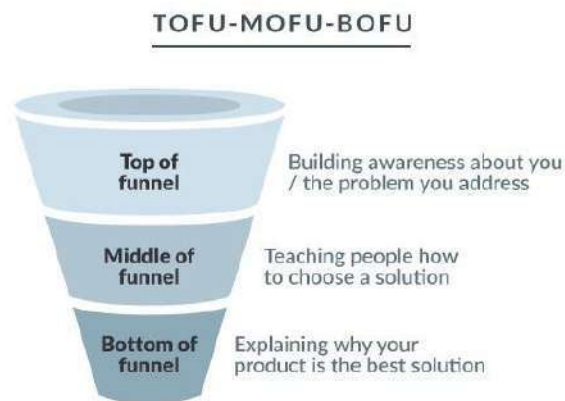 TOFU-MOFU-BOFU
Top of
funnel
Building awareness about you
/ the problem you address
Middle of
funnel
Teaching people how
to choose a solution
Bottom of
funnel
Explaining why your
product is the best solution